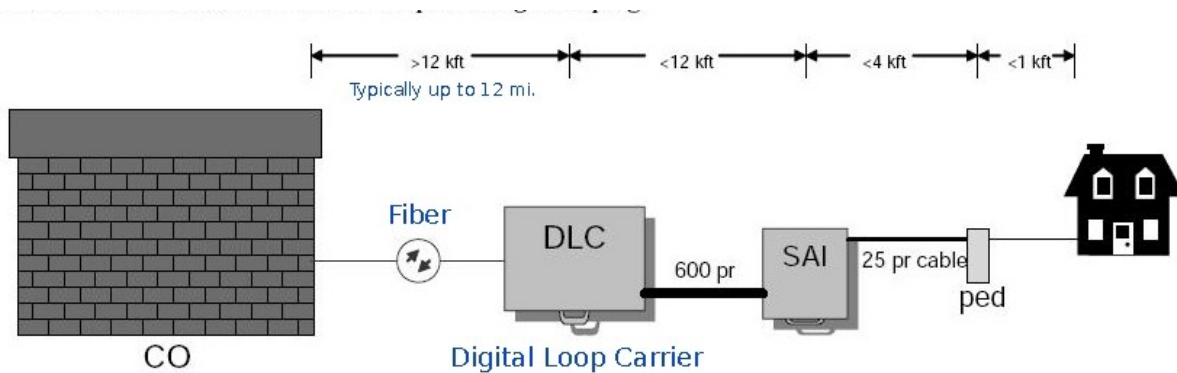 >12 kft <12 kft <4 kft <1 kft
Typically up to 12 mi.
Fiber
DLC
SAI
600 pr
25 pr cable
ped
CO
Digital Loop Carrier